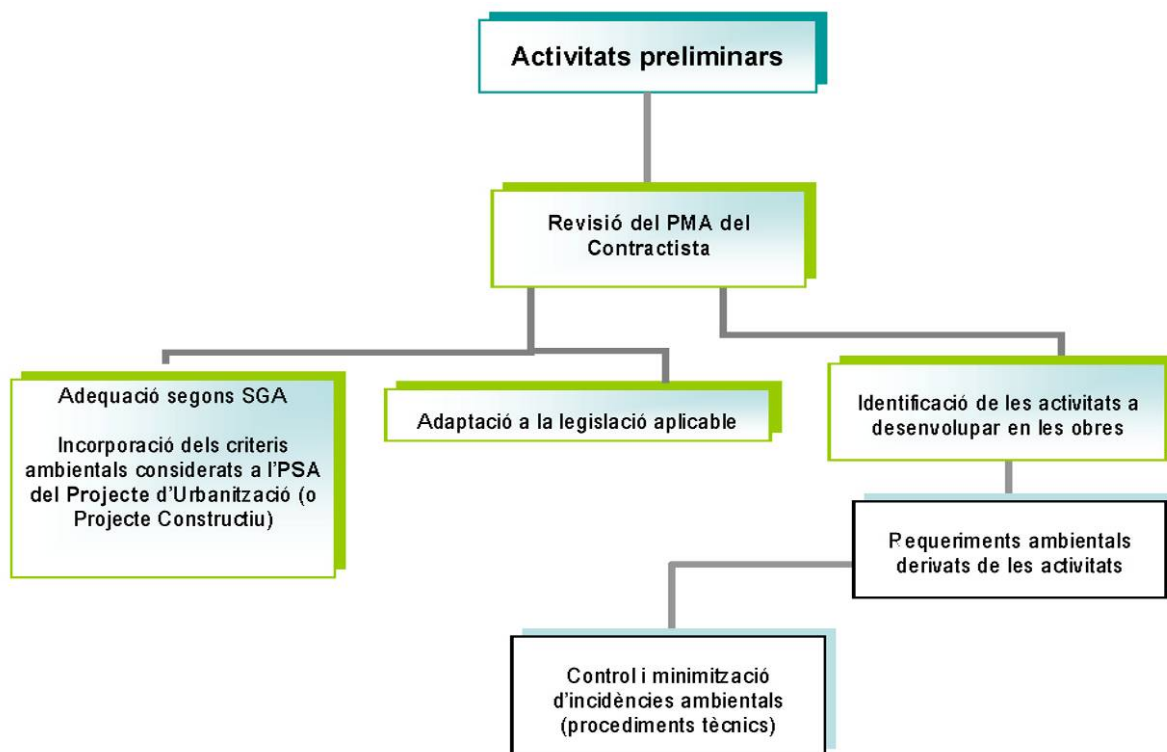 Activitats preliminars
Revisió del PMA del
Contractista
Adequació segons SGA
Incorporació dels criteris
ambientals considerats a l'PSA
del Projecte d'Urbanització (o
Projecte Constructiu)
Adaptació a la legislació aplicable
Identificació de les activitats a
desenvolupar en les obres
Requeriments ambientals
derivats de les activitats
Control i minimització
d'incidències ambientals
(procediments tècnics)